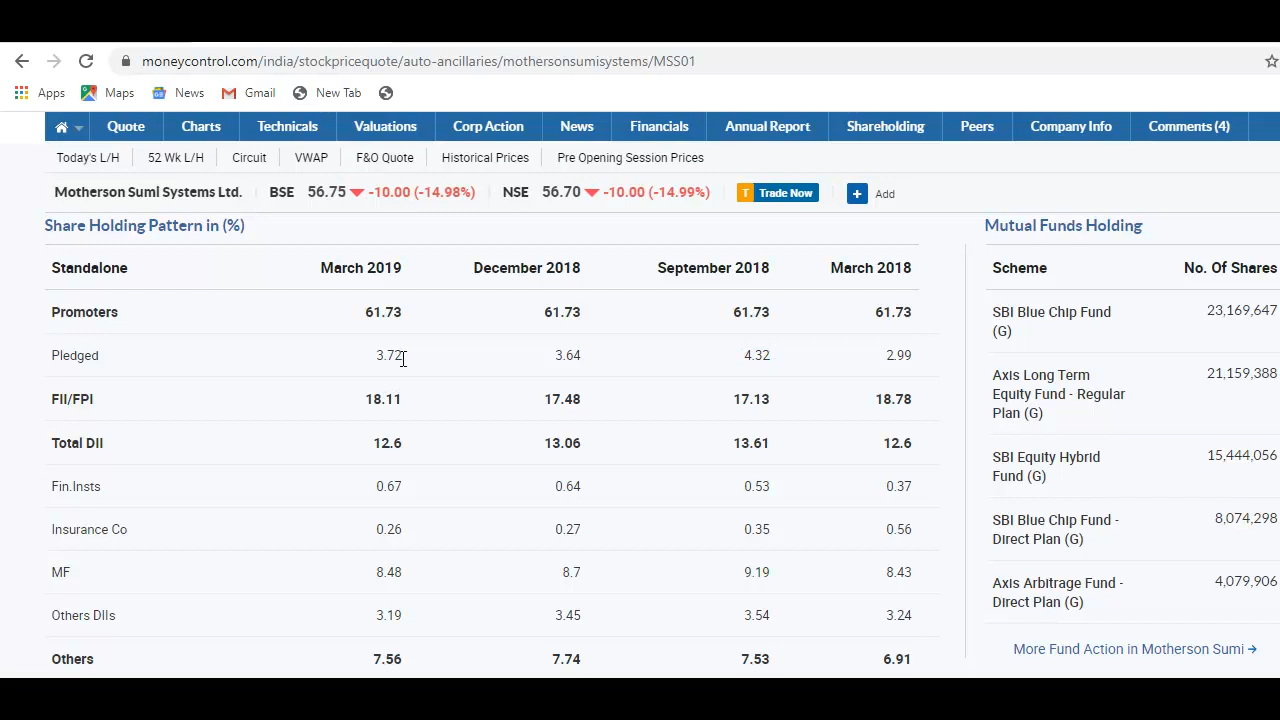 moneycontrol.com/india/stockpricequote/auto-ancillaries/mothersonsumisystems/MSS01
Apps Maps News Gmail New Tab
Quote Charts Technicals Valuations Corp Action News Financials Annual Report Shareholding Peers Company Info Comments (4)
Today's L/H 52 Wk L/H Circuit VWAP F&O Quote Historical Prices Pre Opening Session Prices
Motherson Sumi Systems Ltd. BSE 56.75 -10.00 (-14.98%) NSE 56.70 -10.00 (-14.99%) T Trade Now + Add
Share Holding Pattern in (%)
Standalone March 2019 December 2018 September 2018 March 2018
Promoters 61.73 61.73 61.73 61.73
Pledged 3.72 3.64 4.32 2.99
FII/FPI 18.11 17.48 17.13 18.78
Total DII 12.6 13.06 13.61 12.6
Fin.Insts 0.67 0.64 0.53 0.37
Insurance Co 0.26 0.27 0.35 0.56
MF 8.48 8.7 9.19 8.43
Others DIIs 3.19 3.45 3.54 3.24
Others 7.56 7.74 7.53 6.91
Mutual Funds Holding
Scheme No. Of Shares
SBI Blue Chip Fund 23,169,647
(G)
Axis Long Term 21,159,388
Equity Fund - Regular
Plan (G)
SBI Equity Hybrid 15,444,056
Fund (G)
SBI Blue Chip Fund - 8,074,298
Direct Plan (G)
Axis Arbitrage Fund - 4,079,906
Direct Plan (G)
More Fund Action in Motherson Sumi